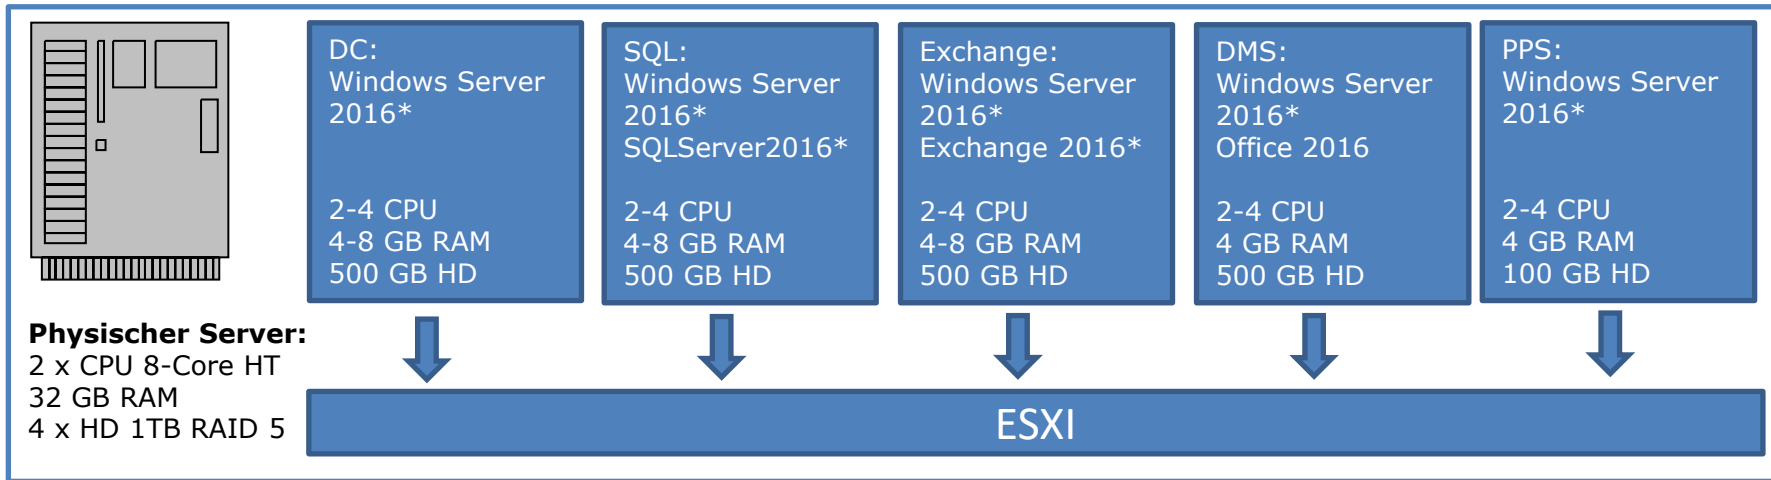 DC:
Windows Server
2016*
2-4 CPU
4-8 GB RAM
500 GB HD
SQL:
Windows Server
2016*
SQLServer2016*
2-4 CPU
4-8 GB RAM
500 GB HD
Exchange:
Windows Server
2016*
Exchange 2016*
2-4 CPU
4-8 GB RAM
500 GB HD
DMS:
Windows Server
2016*
Office 2016
2-4 CPU
4 GB RAM
500 GB HD
PPS:
Windows Server
2016*
2-4 CPU
4 GB RAM
100 GB HD
Physischer Server:
2 x CPU 8-Core HT
32 GB RAM
4 x HD 1TB RAID 5
ESXI